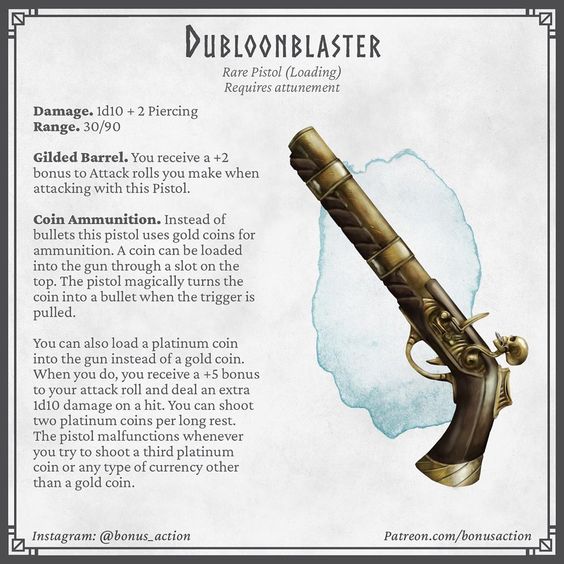 Dubloonblaster
Rare Pistol (Loading)
Requires attunement
Damage. 1d10 + 2 Piercing
Range. 30/90
Gilded Barrel. You receive a +2
bonus to Attack rolls you make when
attacking with this Pistol.
Coin Ammunition. Instead of
bullets this pistol uses gold coins for
ammunition. A coin can be loaded
into the gun through a slot on the
top. The pistol magically turns the
coin into a bullet when the trigger is
pulled.
You can also load a platinum coin
into the gun instead of a gold coin.
When you do, you receive a +5 bonus
to your attack roll and deal an extra
1d10 damage on a hit. You can shoot
two platinum coins per long rest.
The pistol malfunctions whenever
you try to shoot a third platinum
coin or any type of currency other
than a gold coin.
Instagram: @bonus_action
Patreon.com/bonusaction